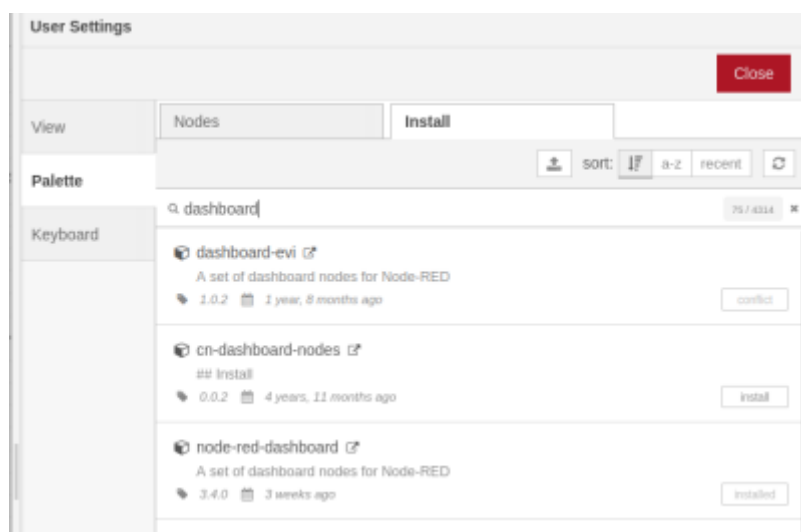 User Settings
Close
View
Nodes
Install
sort: a-z recent
Palette
dashboard
75 / 4314
Keyboard
dashboard-evi
A set of dashboard nodes for Node-RED
1.0.2 1 year, 8 months ago
conflict
cn-dashboard-nodes
## Install
0.0.2 4 years, 11 months ago
install
node-red-dashboard
A set of dashboard nodes for Node-RED
3.4.0 3 weeks ago
installed